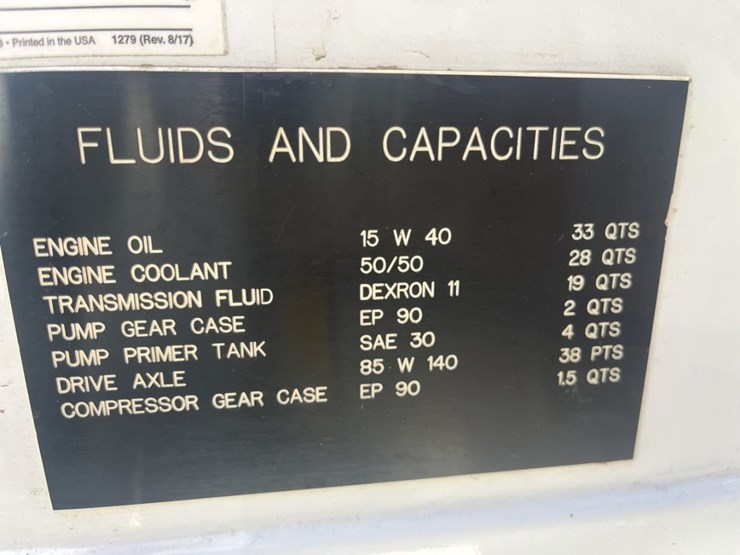 • Printed in the USA 1279 (Rev. 8/17)
FLUIDS AND CAPACITIES
ENGINE OIL 15 W 40 33 QTS
ENGINE COOLANT 50/50 28 QTS
TRANSMISSION FLUID DEXRON 11 19 QTS
PUMP GEAR CASE EP 90 2 QTS
PUMP PRIMER TANK SAE 30 4 QTS
DRIVE AXLE 85 W 140 38 PTS
COMPRESSOR GEAR CASE EP 90 1.5 QTS